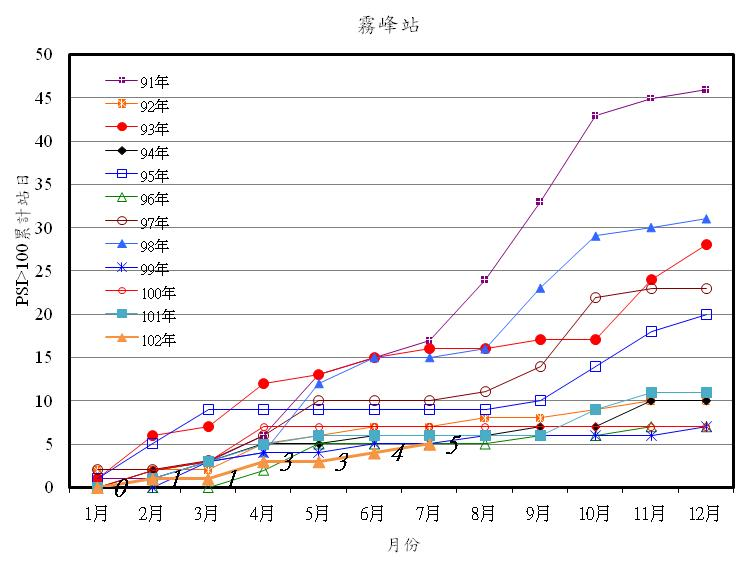 霧峰站
PSI>100累計站日
50
45
40
35
30
25
20
15
10
5
0
91年
92年
93年
94年
95年
96年
97年
98年
99年
100年
101年
102年
0 1 1 3 3 4 5
1月 2月 3月 4月 5月 6月 7月 8月 9月 10月 11月 12月
月份